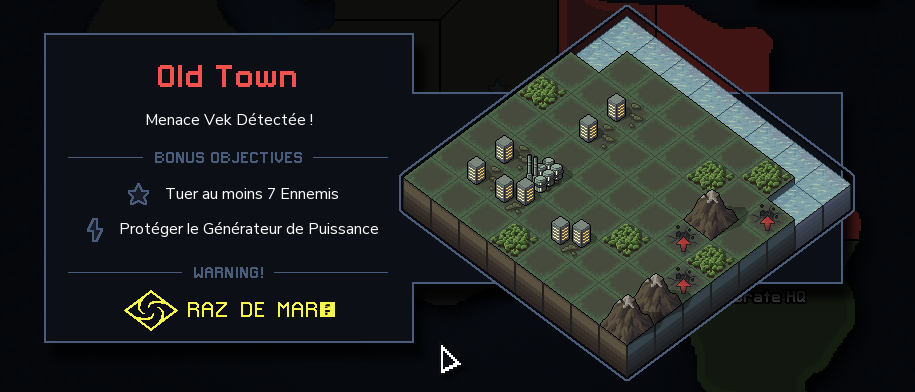 Old Town
Menace Vek Détectée !
BONUS OBJECTIVES
Tuer au moins 7 Ennemis
Protéger le Générateur de Puissance
WARNING!
RAZ DE MAR
HQ